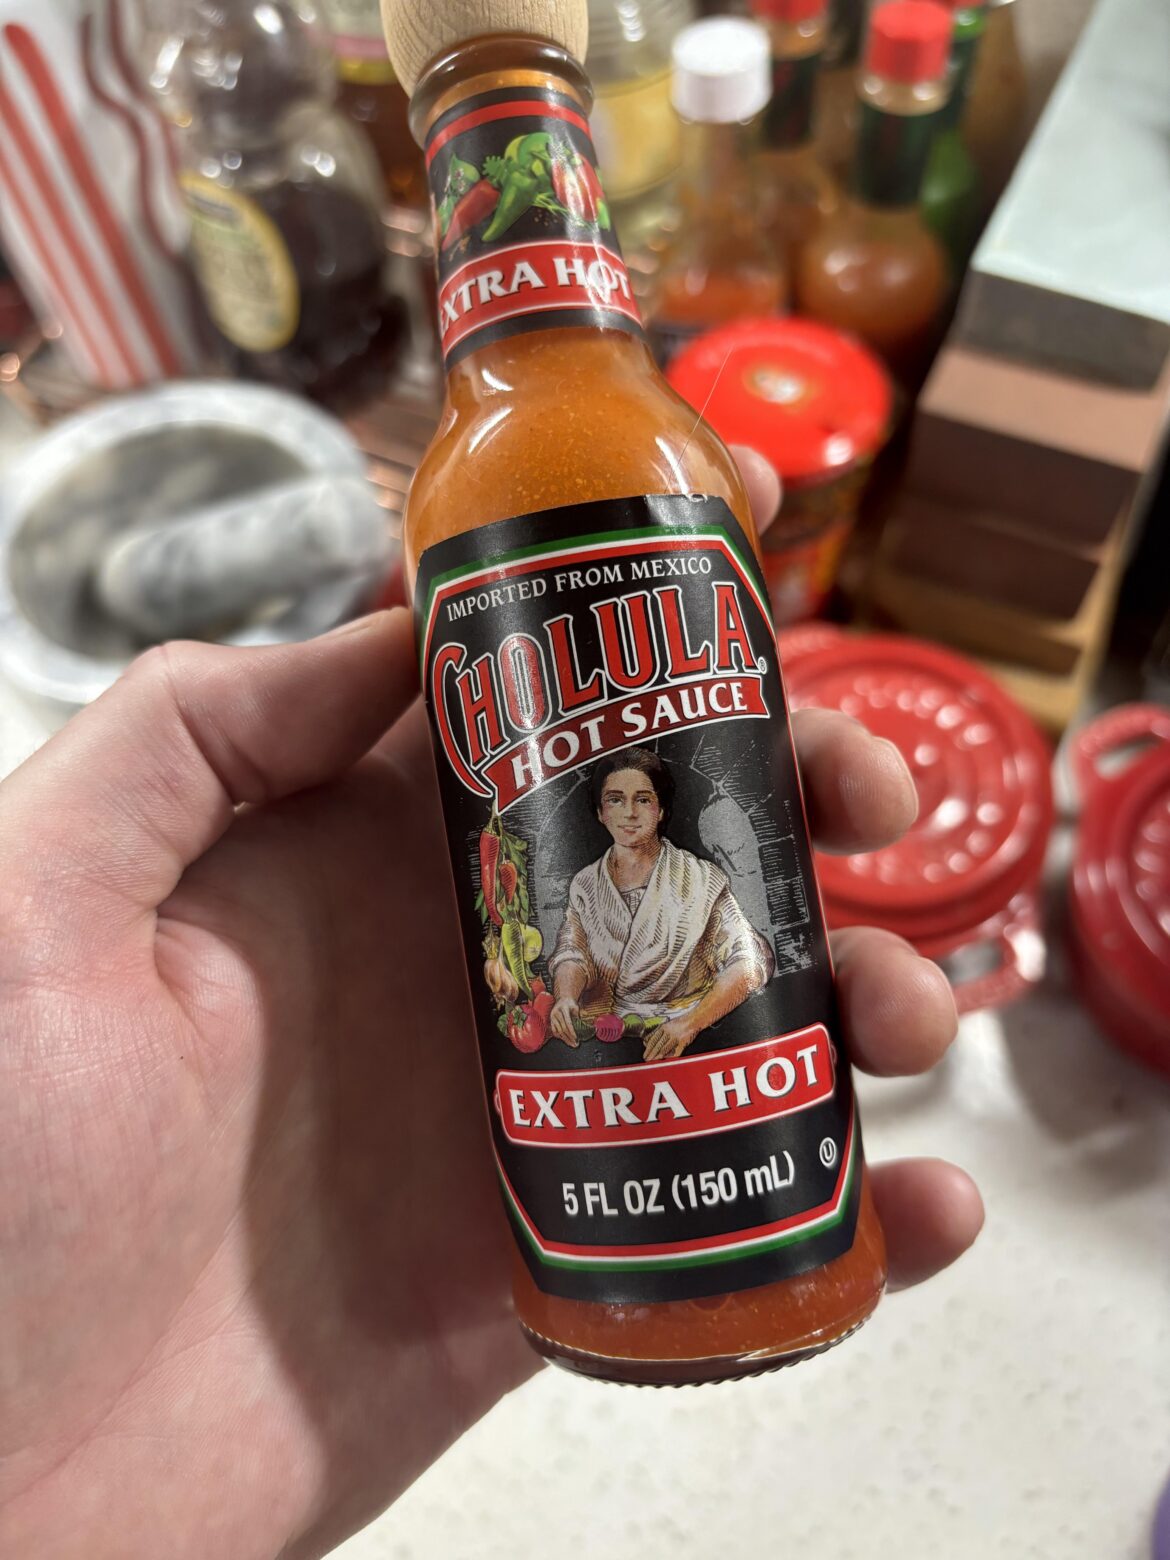 EXTRA HOT
IMPORTED FROM MEXICO
CHOLULA®
HOT SAUCE
EXTRA HOT
5 FL OZ (150 mL)
U